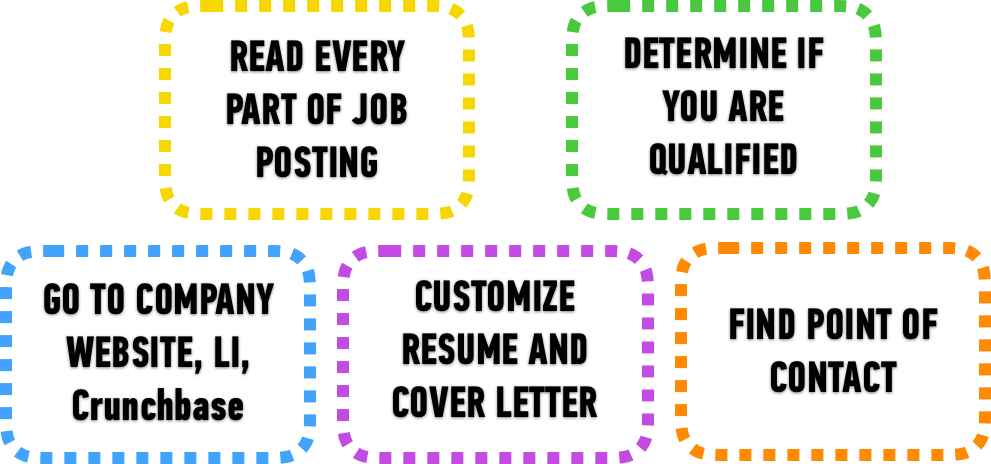 READ EVERY
PART OF JOB
POSTING
DETERMINE IF
YOU ARE
QUALIFIED
GO TO COMPANY
WEBSITE, LI,
Crunchbase
CUSTOMIZE
RESUME AND
COVER LETTER
FIND POINT OF
CONTACT